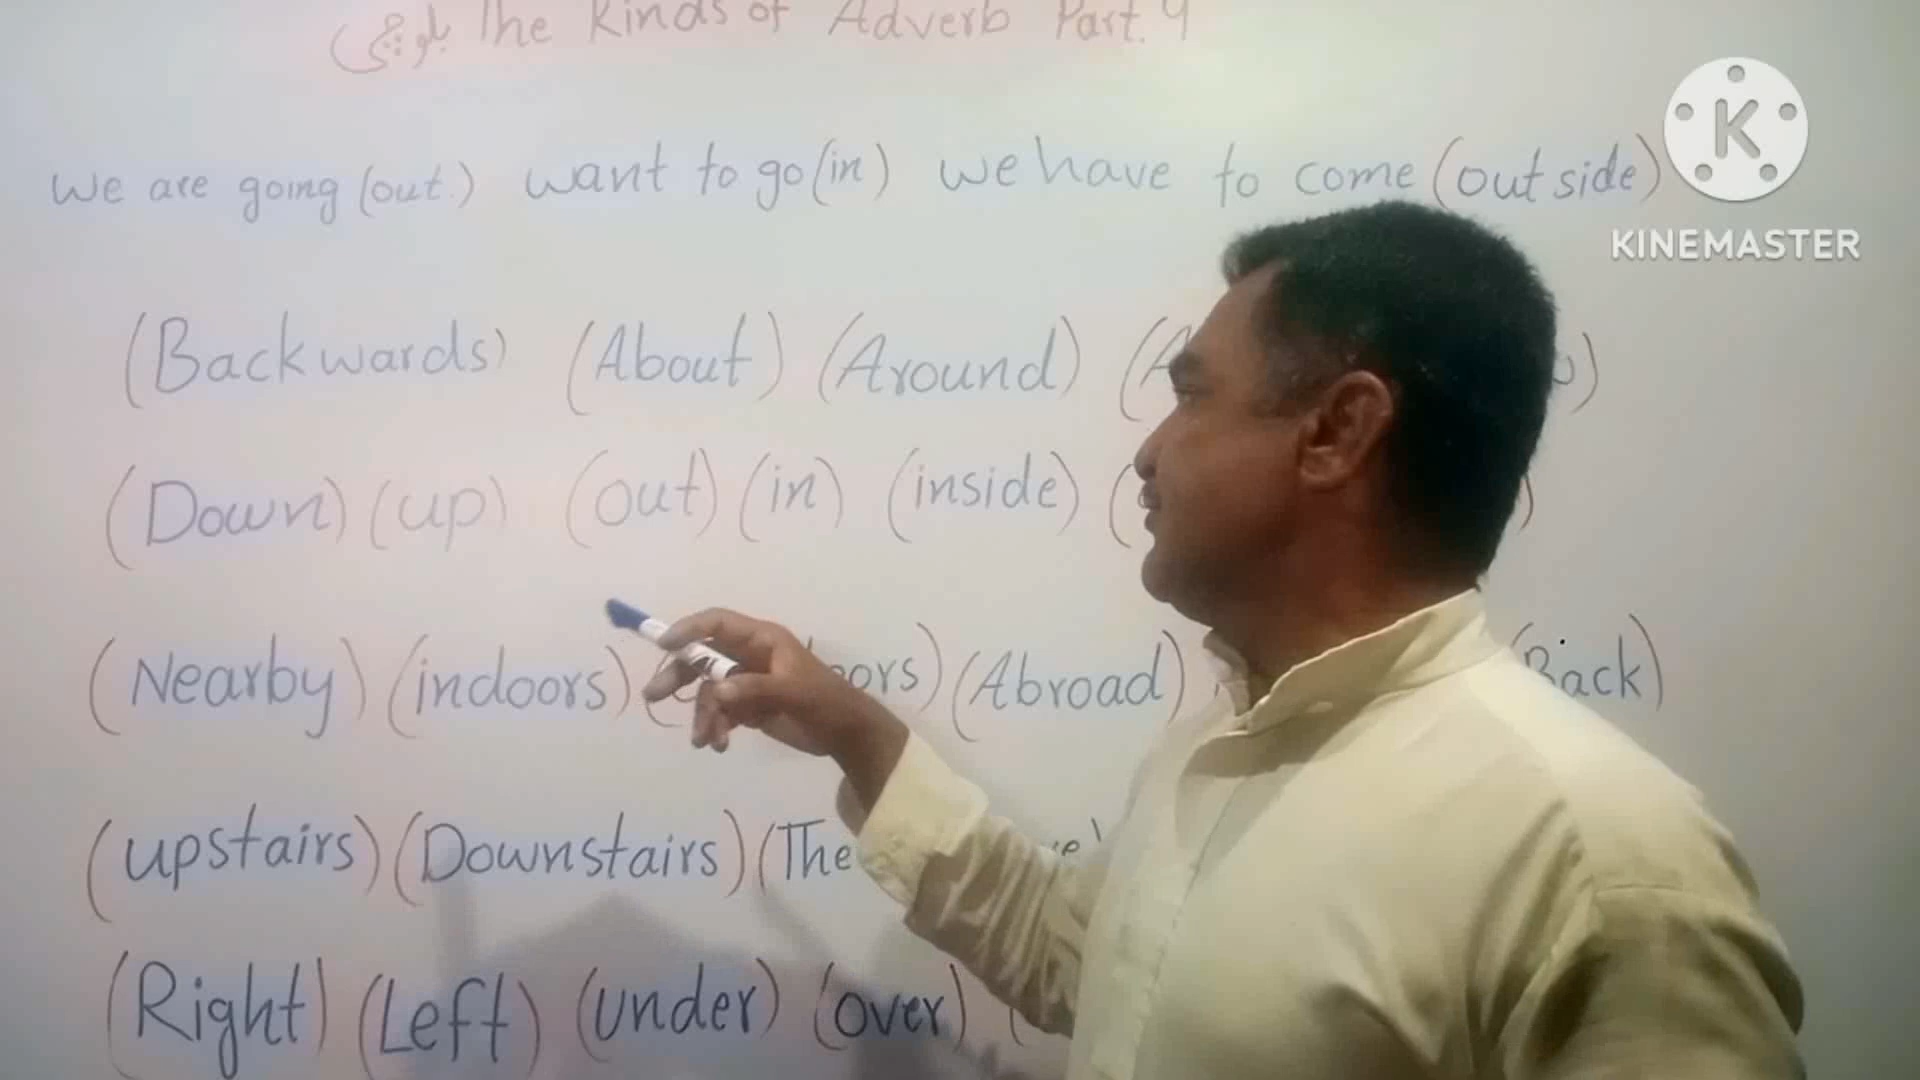 بلوچی The Kinds of Adverb Part. 4
We are going (out.) want to go (in) we have to come (outside)
K
KINEMASTER
(Backwards) (About) (Around)
(Down) (up) (out) (in) (inside)
(Nearby) (indoors) (Abroad) (Back)
(upstairs) (Downstairs)
(Right) (Left) (under) (over)